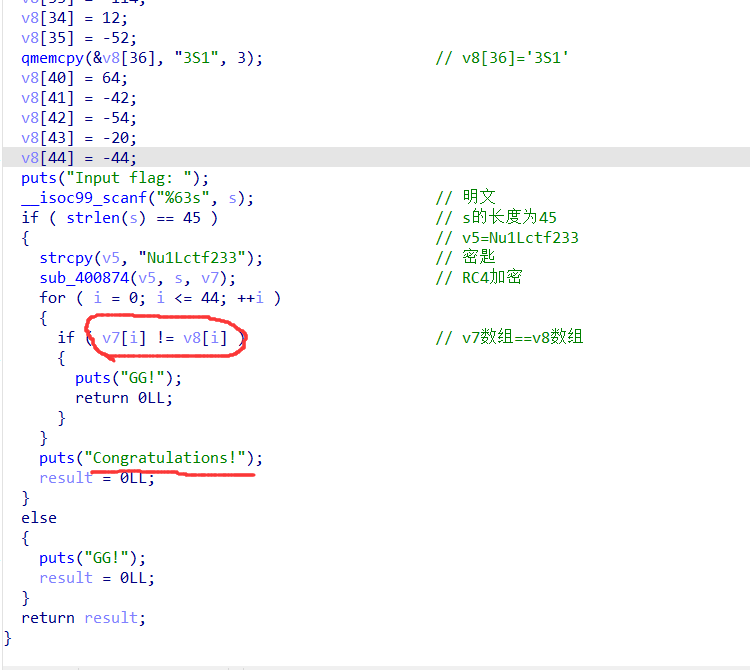 v8[34] = 12;
v8[35] = -52;
qmemcpy(&v8[36], "3S1", 3); // v8[36]='3S1'
v8[40] = 64;
v8[41] = -42;
v8[42] = -54;
v8[43] = -20;
v8[44] = -44;
puts("Input flag: ");
__isoc99_scanf("%63s", s); // 明文
if ( strlen(s) == 45 ) // s的长度为45
{ // v5=Nu1Lctf233
strcpy(v5, "Nu1Lctf233"); // 密匙
sub_400874(v5, s, v7); // RC4加密
for ( i = 0; i <= 44; ++i )
{
if ( v7[i] != v8[i] ) // v7数组==v8数组
{
puts("GG!");
return 0LL;
}
}
puts("Congratulations!");
result = 0LL;
}
else
{
puts("GG!");
result = 0LL;
}
return result;
}